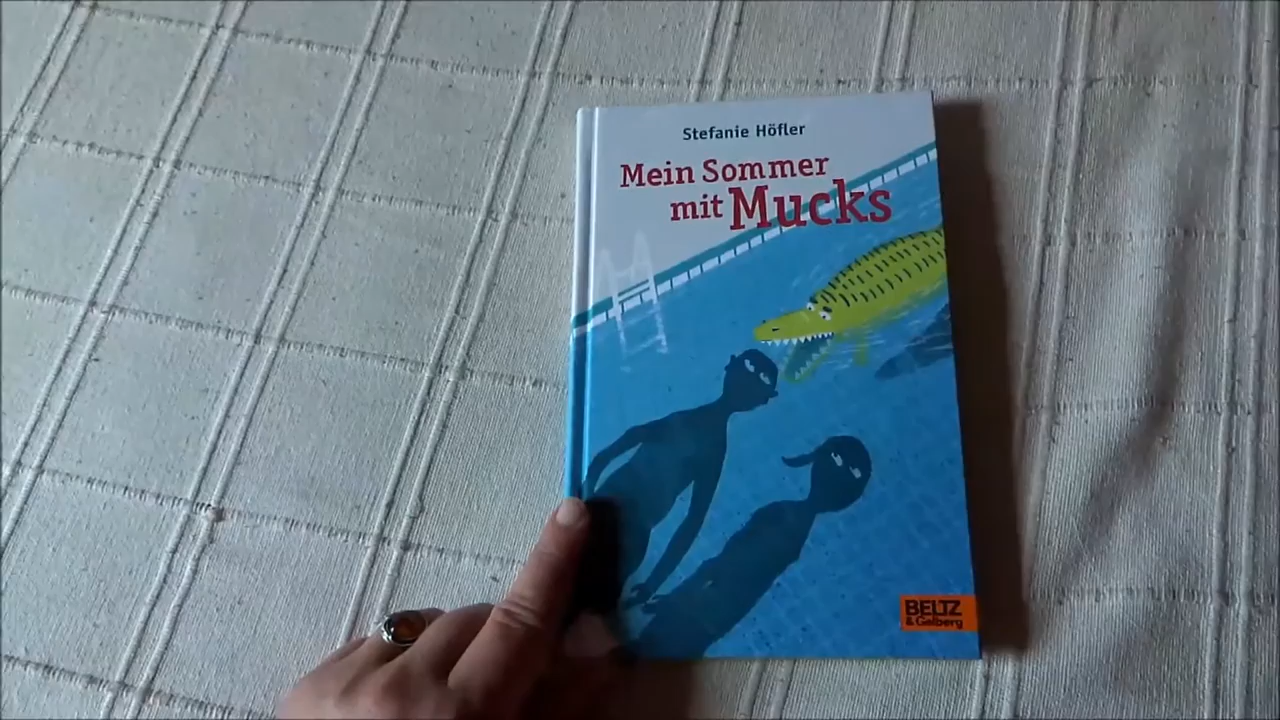 Stefanie Höfler
Mein Sommer
mit Mucks
BELTZ
& Gelberg